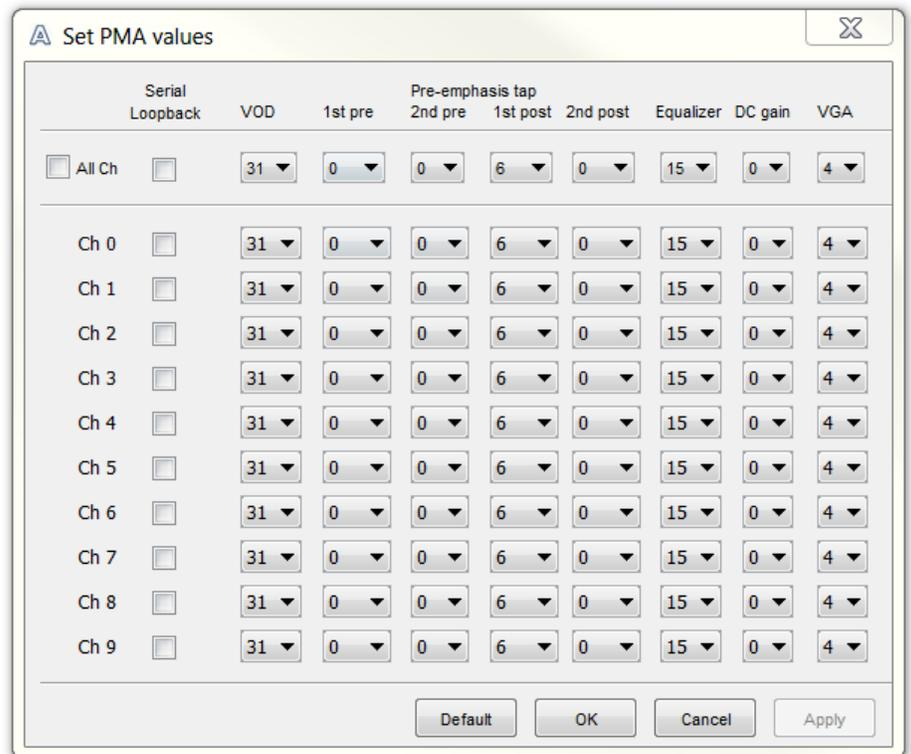 Set PMA values
Serial Loopback VOD 1st pre Pre-emphasis tap 2nd pre 1st post 2nd post Equalizer DC gain VGA
All Ch 31 0 0 6 0 15 0 4
Ch 0 31 0 0 6 0 15 0 4
Ch 1 31 0 0 6 0 15 0 4
Ch 2 31 0 0 6 0 15 0 4
Ch 3 31 0 0 6 0 15 0 4
Ch 4 31 0 0 6 0 15 0 4
Ch 5 31 0 0 6 0 15 0 4
Ch 6 31 0 0 6 0 15 0 4
Ch 7 31 0 0 6 0 15 0 4
Ch 8 31 0 0 6 0 15 0 4
Ch 9 31 0 0 6 0 15 0 4
Default OK Cancel Apply